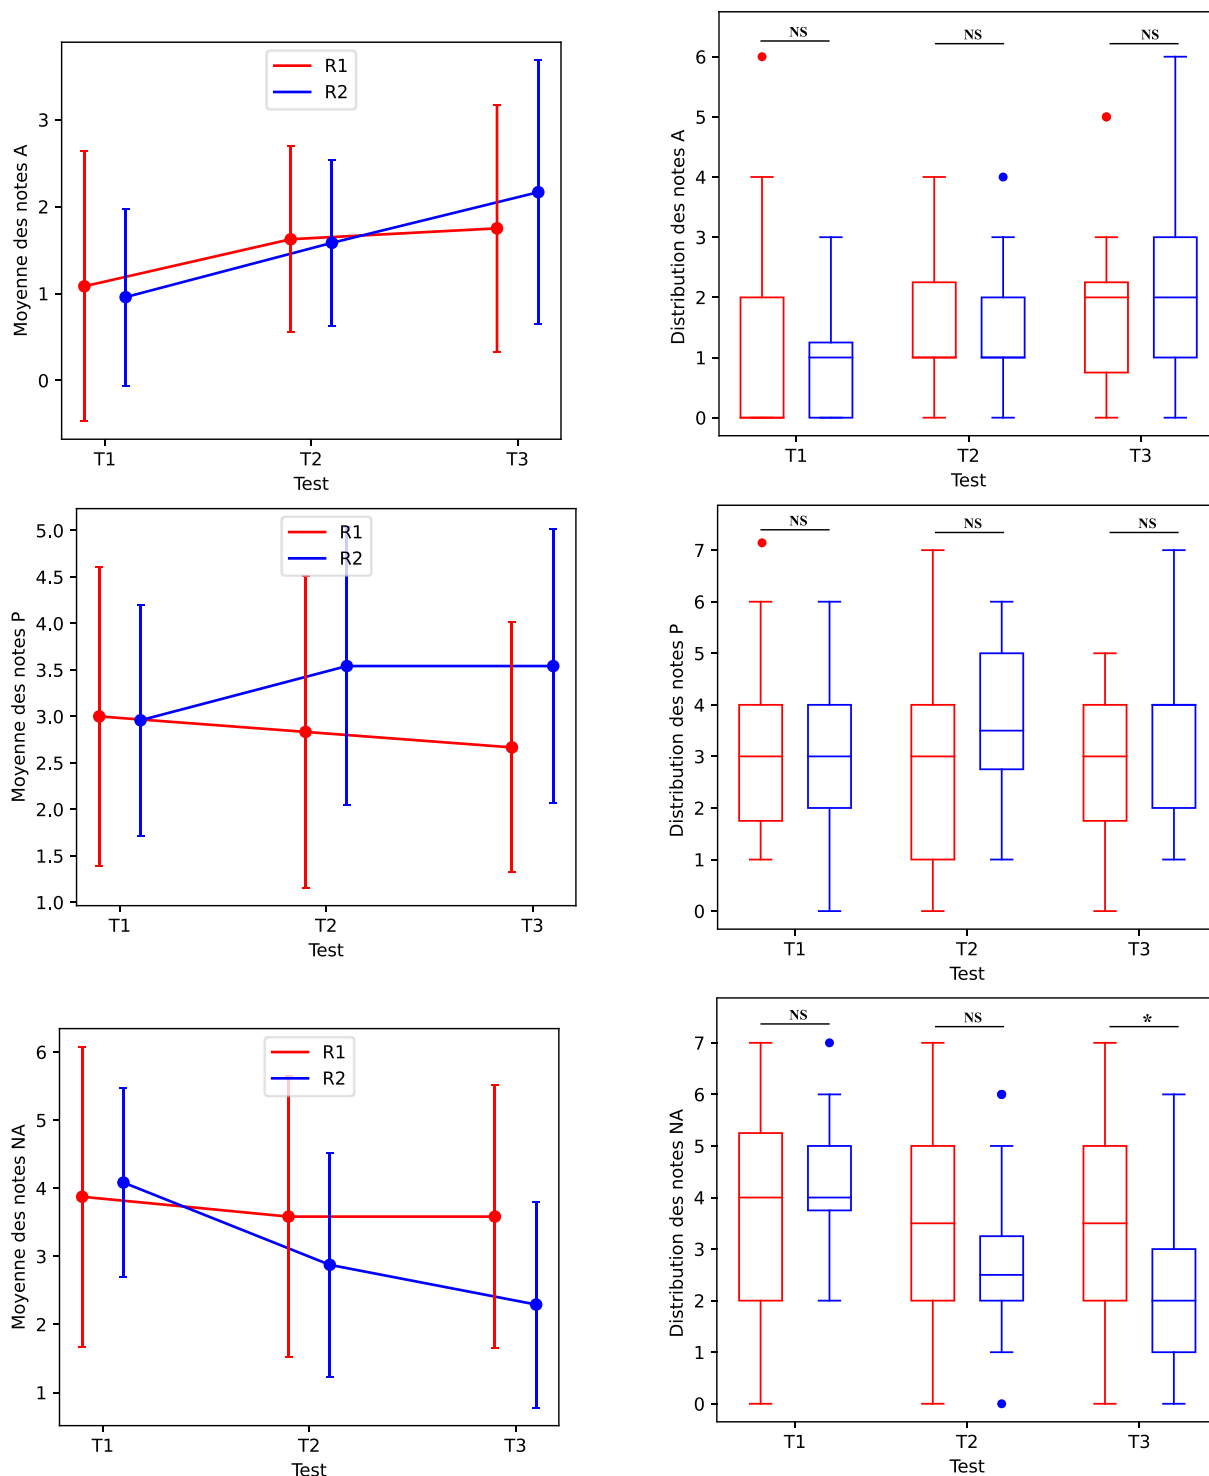 Moyenne des notes A
3
2
1
0
R1
R2
T1
T2
T3
Test
Distribution des notes A
6
5
4
3
2
1
0
NS
NS
NS
T1
T2
T3
Test
Moyenne des notes P
5.0
4.5
4.0
3.5
3.0
2.5
2.0
1.5
1.0
R1
R2
T1
T2
T3
Test
Distribution des notes P
7
6
5
4
3
2
1
0
NS
NS
NS
T1
T2
T3
Test
Moyenne des notes NA
6
5
4
3
2
1
R1
R2
T1
T2
T3
Test
Distribution des notes NA
7
6
5
4
3
2
1
0
NS
NS
*
T1
T2
T3
Test